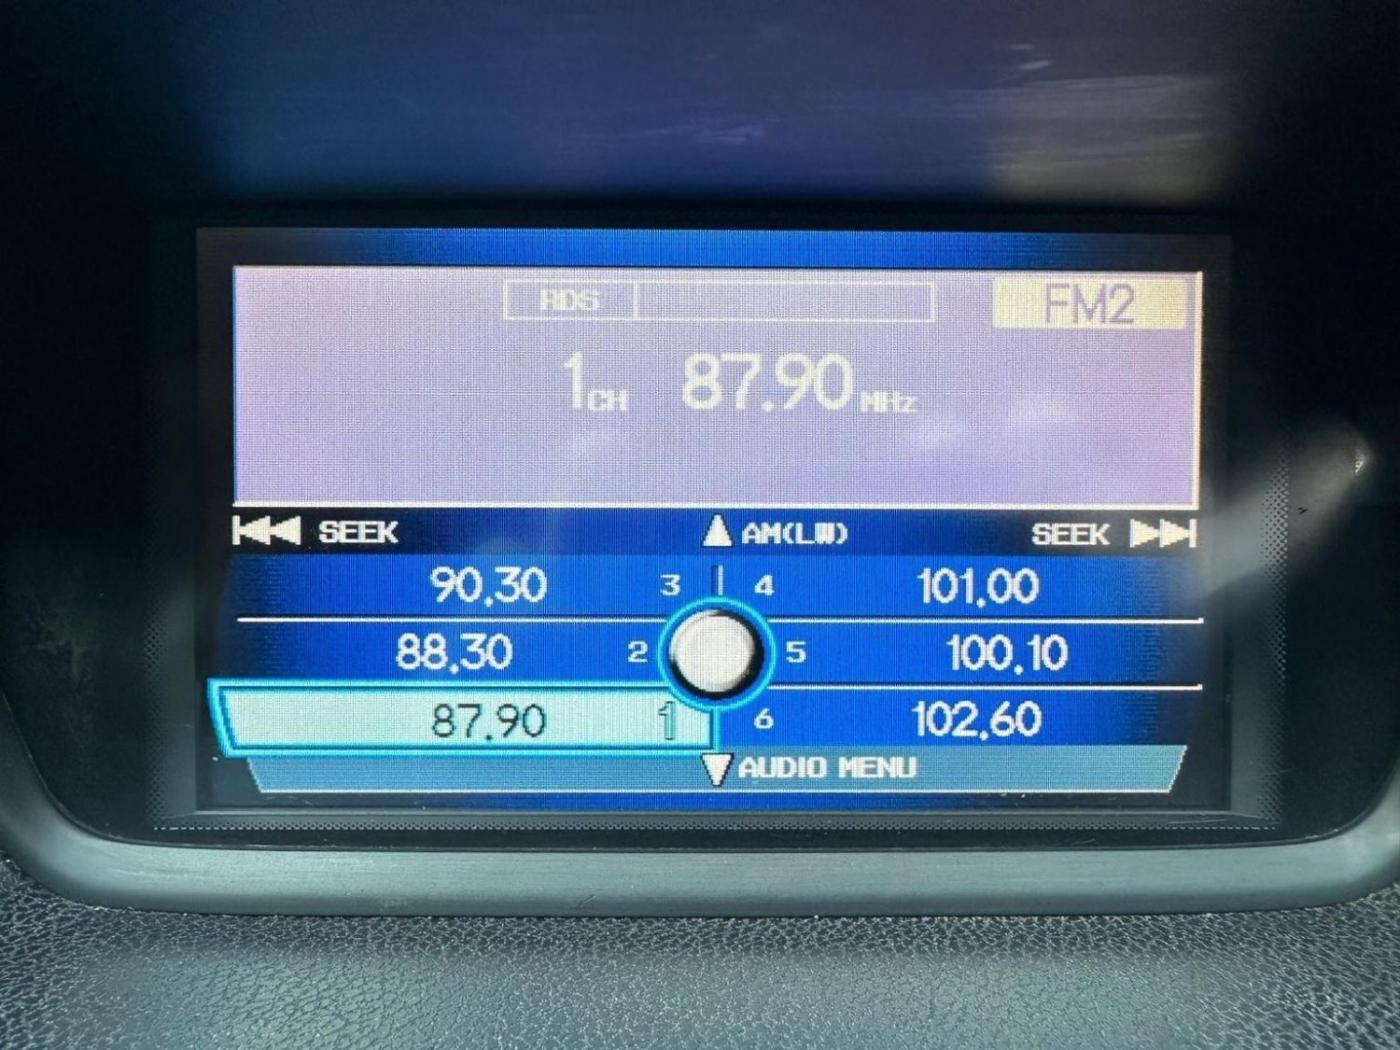 RDS FM2
1CH 87.90MHz
SEEK AM(LW) SEEK
90.30 3 4 101.00
88.30 2 5 100.10
87.90 1 6 102.60
AUDIO MENU